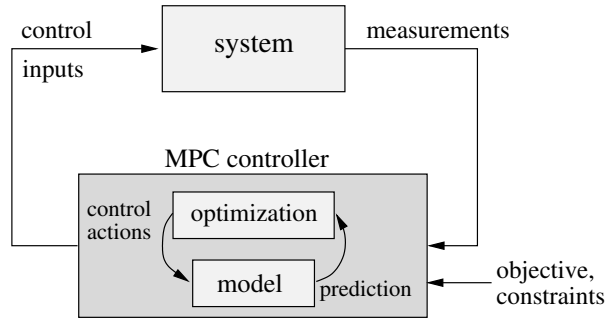 control
inputs
system
measurements
MPC controller
control
actions
optimization
model
prediction
objective,
constraints